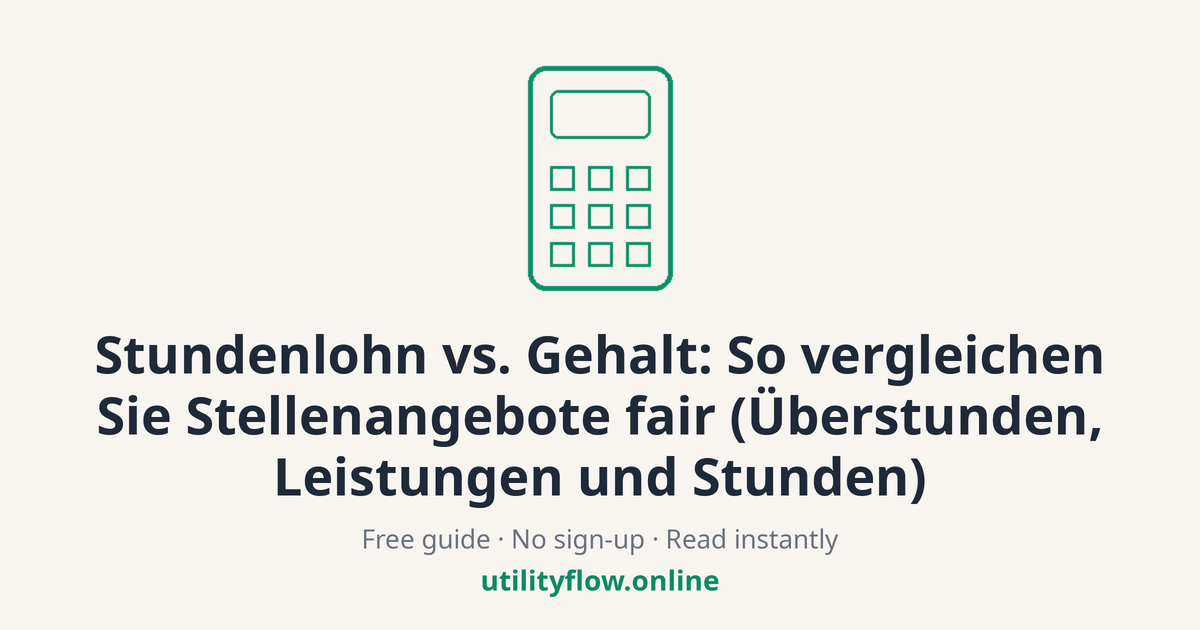 Stundenlohn vs. Gehalt: So vergleichen
Sie Stellenangebote fair (Überstunden,
Leistungen und Stunden)
Free guide · No sign-up · Read instantly
utilityflow.online